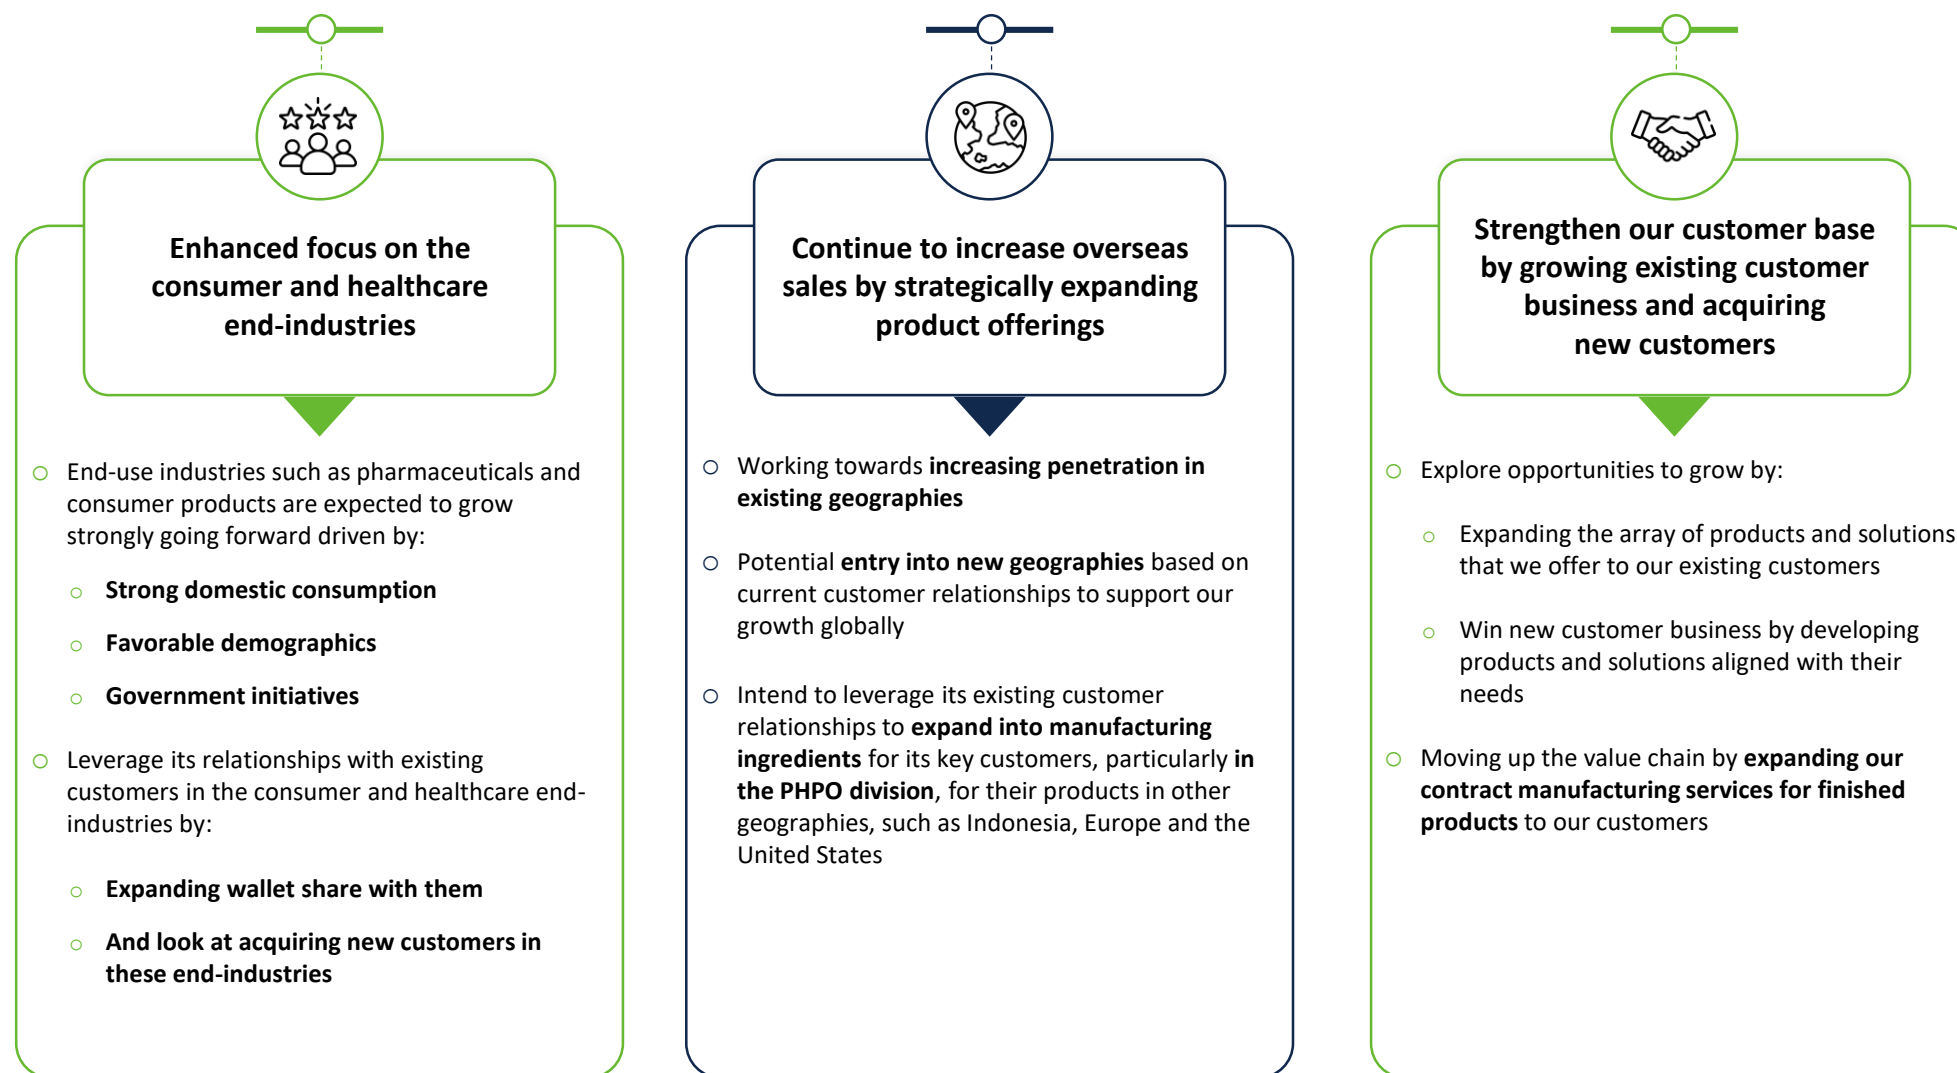 Enhanced focus on the
consumer and healthcare
end-industries
End-use industries such as pharmaceuticals and
consumer products are expected to grow
strongly going forward driven by:
Strong domestic consumption
Favorable demographics
Government initiatives
Leverage its relationships with existing
customers in the consumer and healthcare end-
industries by:
Expanding wallet share with them
And look at acquiring new customers in
these end-industries
Continue to increase overseas
sales by strategically expanding
product offerings
Working towards increasing penetration in
existing geographies
Potential entry into new geographies based on
current customer relationships to support our
growth globally
Intend to leverage its existing customer
relationships to expand into manufacturing
ingredients for its key customers, particularly in
the PHPO division, for their products in other
geographies, such as Indonesia, Europe and the
United States
Strengthen our customer base
by growing existing customer
business and acquiring
new customers
Explore opportunities to grow by:
Expanding the array of products and solutions
that we offer to our existing customers
Win new customer business by developing
products and solutions aligned with their
needs
Moving up the value chain by expanding our
contract manufacturing services for finished
products to our customers